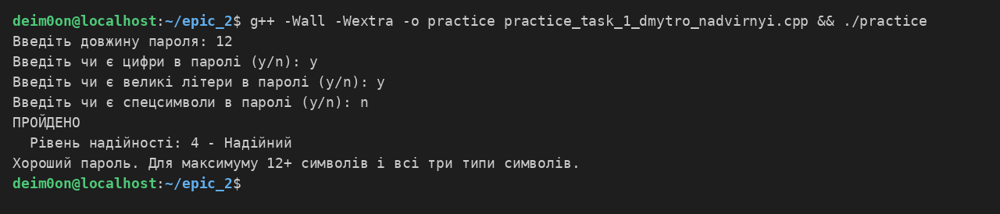 deim0on@localhost:~/epic_2$ g++ -Wall -Wextra -o practice practice_task_1_dmytro_nadvirnyi.cpp && ./practice
Введіть довжину пароля: 12
Введіть чи є цифри в паролі (y/n): y
Введіть чи є великі літери в паролі (y/n): y
Введіть чи є спецсимволи в паролі (y/n): n
ПРОЙДЕНО
  Рівень надійності: 4 - Надійний
Хороший пароль. Для максимуму 12+ символів і всі три типи символів.
deim0on@localhost:~/epic_2$